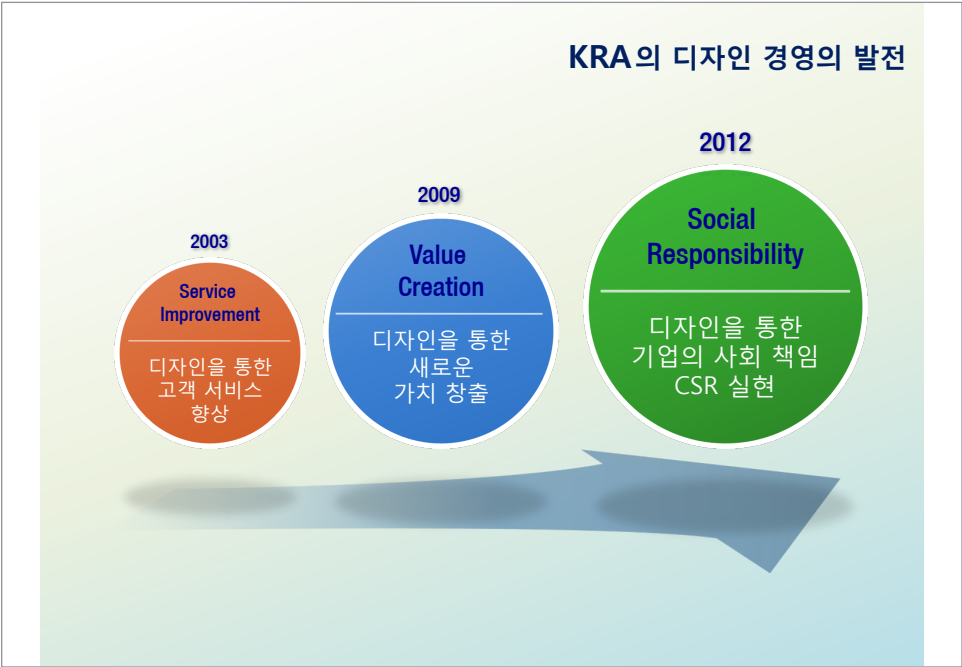 KRA의 디자인 경영의 발전
2003
Service
Improvement
디자인을 통한
고객 서비스
향상
2009
Value
Creation
디자인을 통한
새로운
가치 창출
2012
Social
Responsibility
디자인을 통한
기업의 사회 책임
CSR 실현